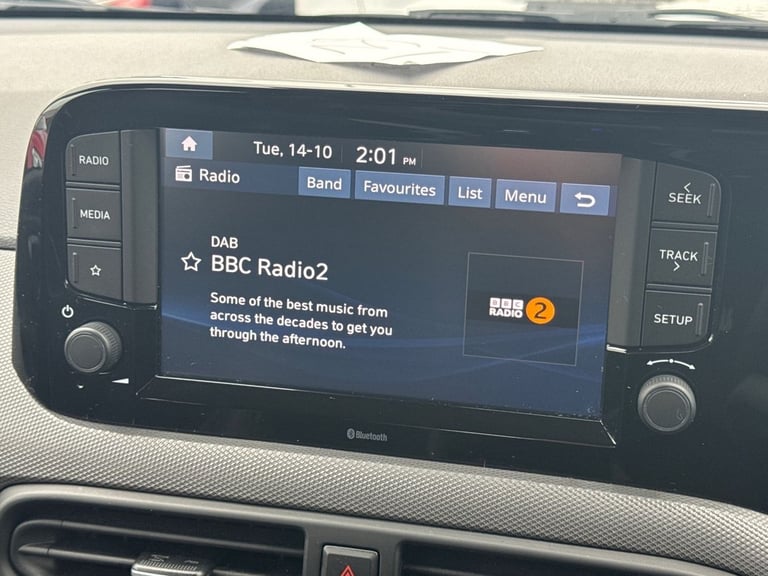 Tue, 14-10 2:01 PM
RADIO
Radio
Band Favourites List Menu
SEEK
MEDIA
DAB
BBC Radio2
TRACK
Some of the best music from
across the decades to get you
through the afternoon.
BBC
RADIO 2
SETUP
Bluetooth